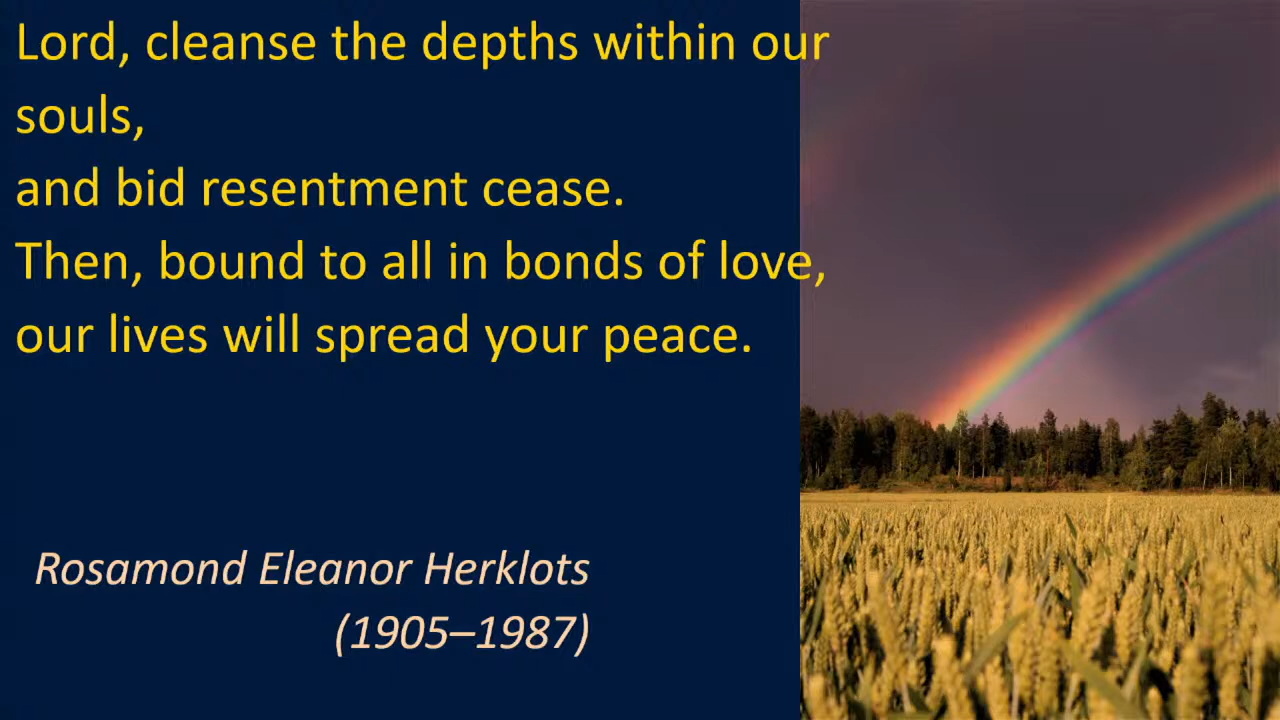 Lord, cleanse the depths within our
souls,
and bid resentment cease.
Then, bound to all in bonds of love,
our lives will spread your peace.
Rosamond Eleanor Herklots
(1905–1987)